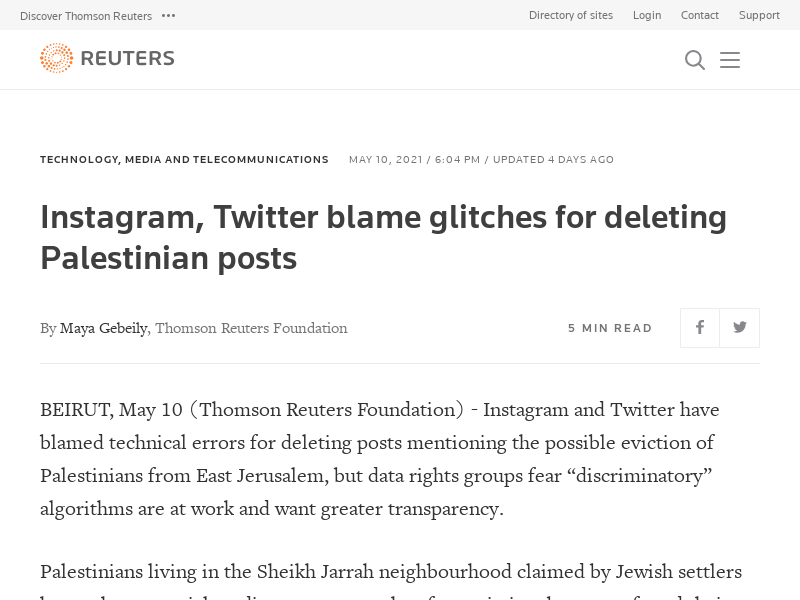 Discover Thomson Reuters
Directory of sites Login Contact Support
REUTERS
TECHNOLOGY, MEDIA AND TELECOMMUNICATIONS MAY 10, 2021 / 6:04 PM / UPDATED 4 DAYS AGO
Instagram, Twitter blame glitches for deleting
Palestinian posts
By Maya Gebeily, Thomson Reuters Foundation
5 MIN READ
BEIRUT, May 10 (Thomson Reuters Foundation) - Instagram and Twitter have
blamed technical errors for deleting posts mentioning the possible eviction of
Palestinians from East Jerusalem, but data rights groups fear “discriminatory”
algorithms are at work and want greater transparency.
Palestinians living in the Sheikh Jarrah neighbourhood claimed by Jewish settlers